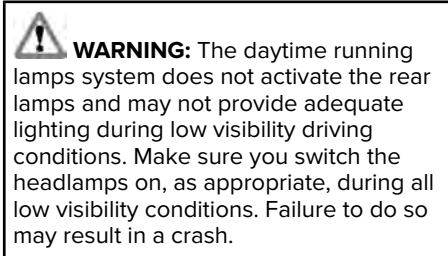 WARNING: The daytime running
lamps system does not activate the rear
lamps and may not provide adequate
lighting during low visibility driving
conditions. Make sure you switch the
headlamps on, as appropriate, during all
low visibility conditions. Failure to do so
may result in a crash.